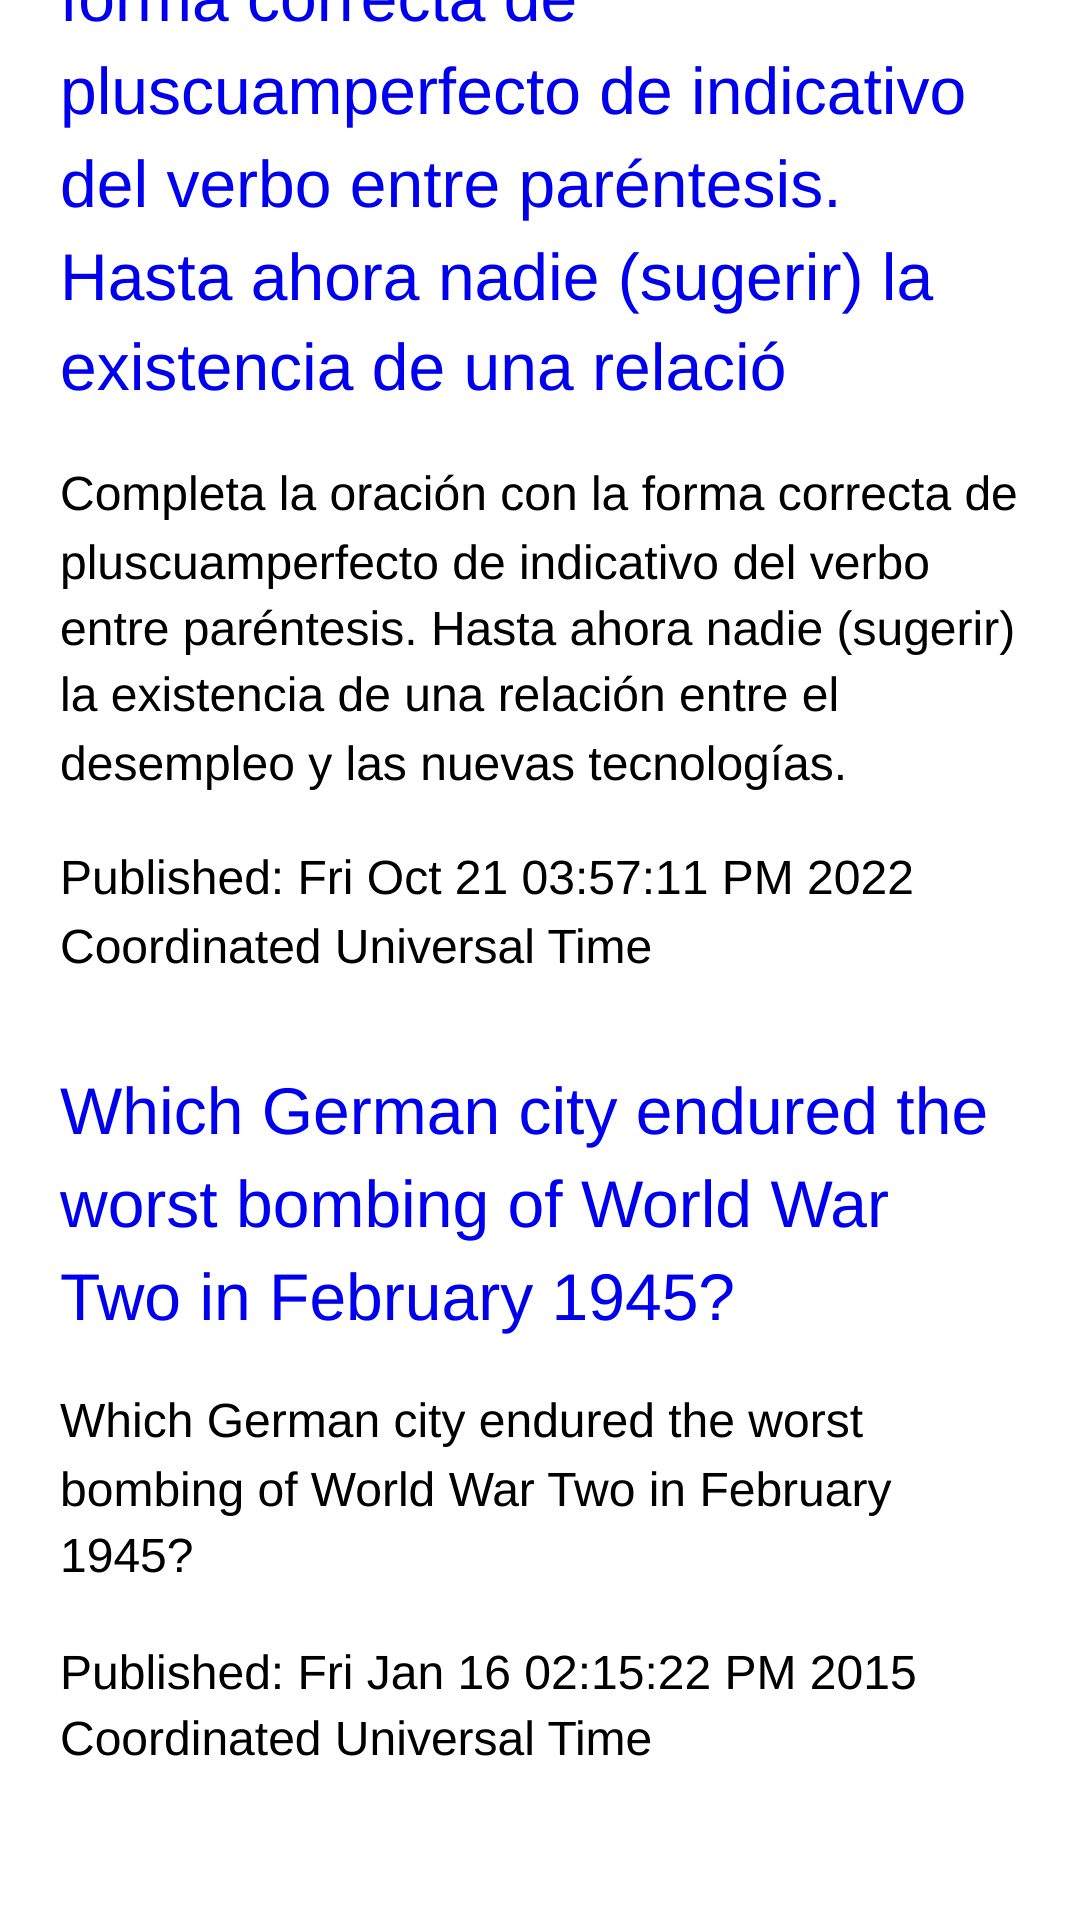 forma correcta de
pluscuamperfecto de indicativo
del verbo entre paréntesis.
Hasta ahora nadie (sugerir) la
existencia de una relació
Completa la oración con la forma correcta de
pluscuamperfecto de indicativo del verbo
entre paréntesis. Hasta ahora nadie (sugerir)
la existencia de una relación entre el
desempleo y las nuevas tecnologías.
Published: Fri Oct 21 03:57:11 PM 2022
Coordinated Universal Time
Which German city endured the
worst bombing of World War
Two in February 1945?
Which German city endured the worst
bombing of World War Two in February
1945?
Published: Fri Jan 16 02:15:22 PM 2015
Coordinated Universal Time